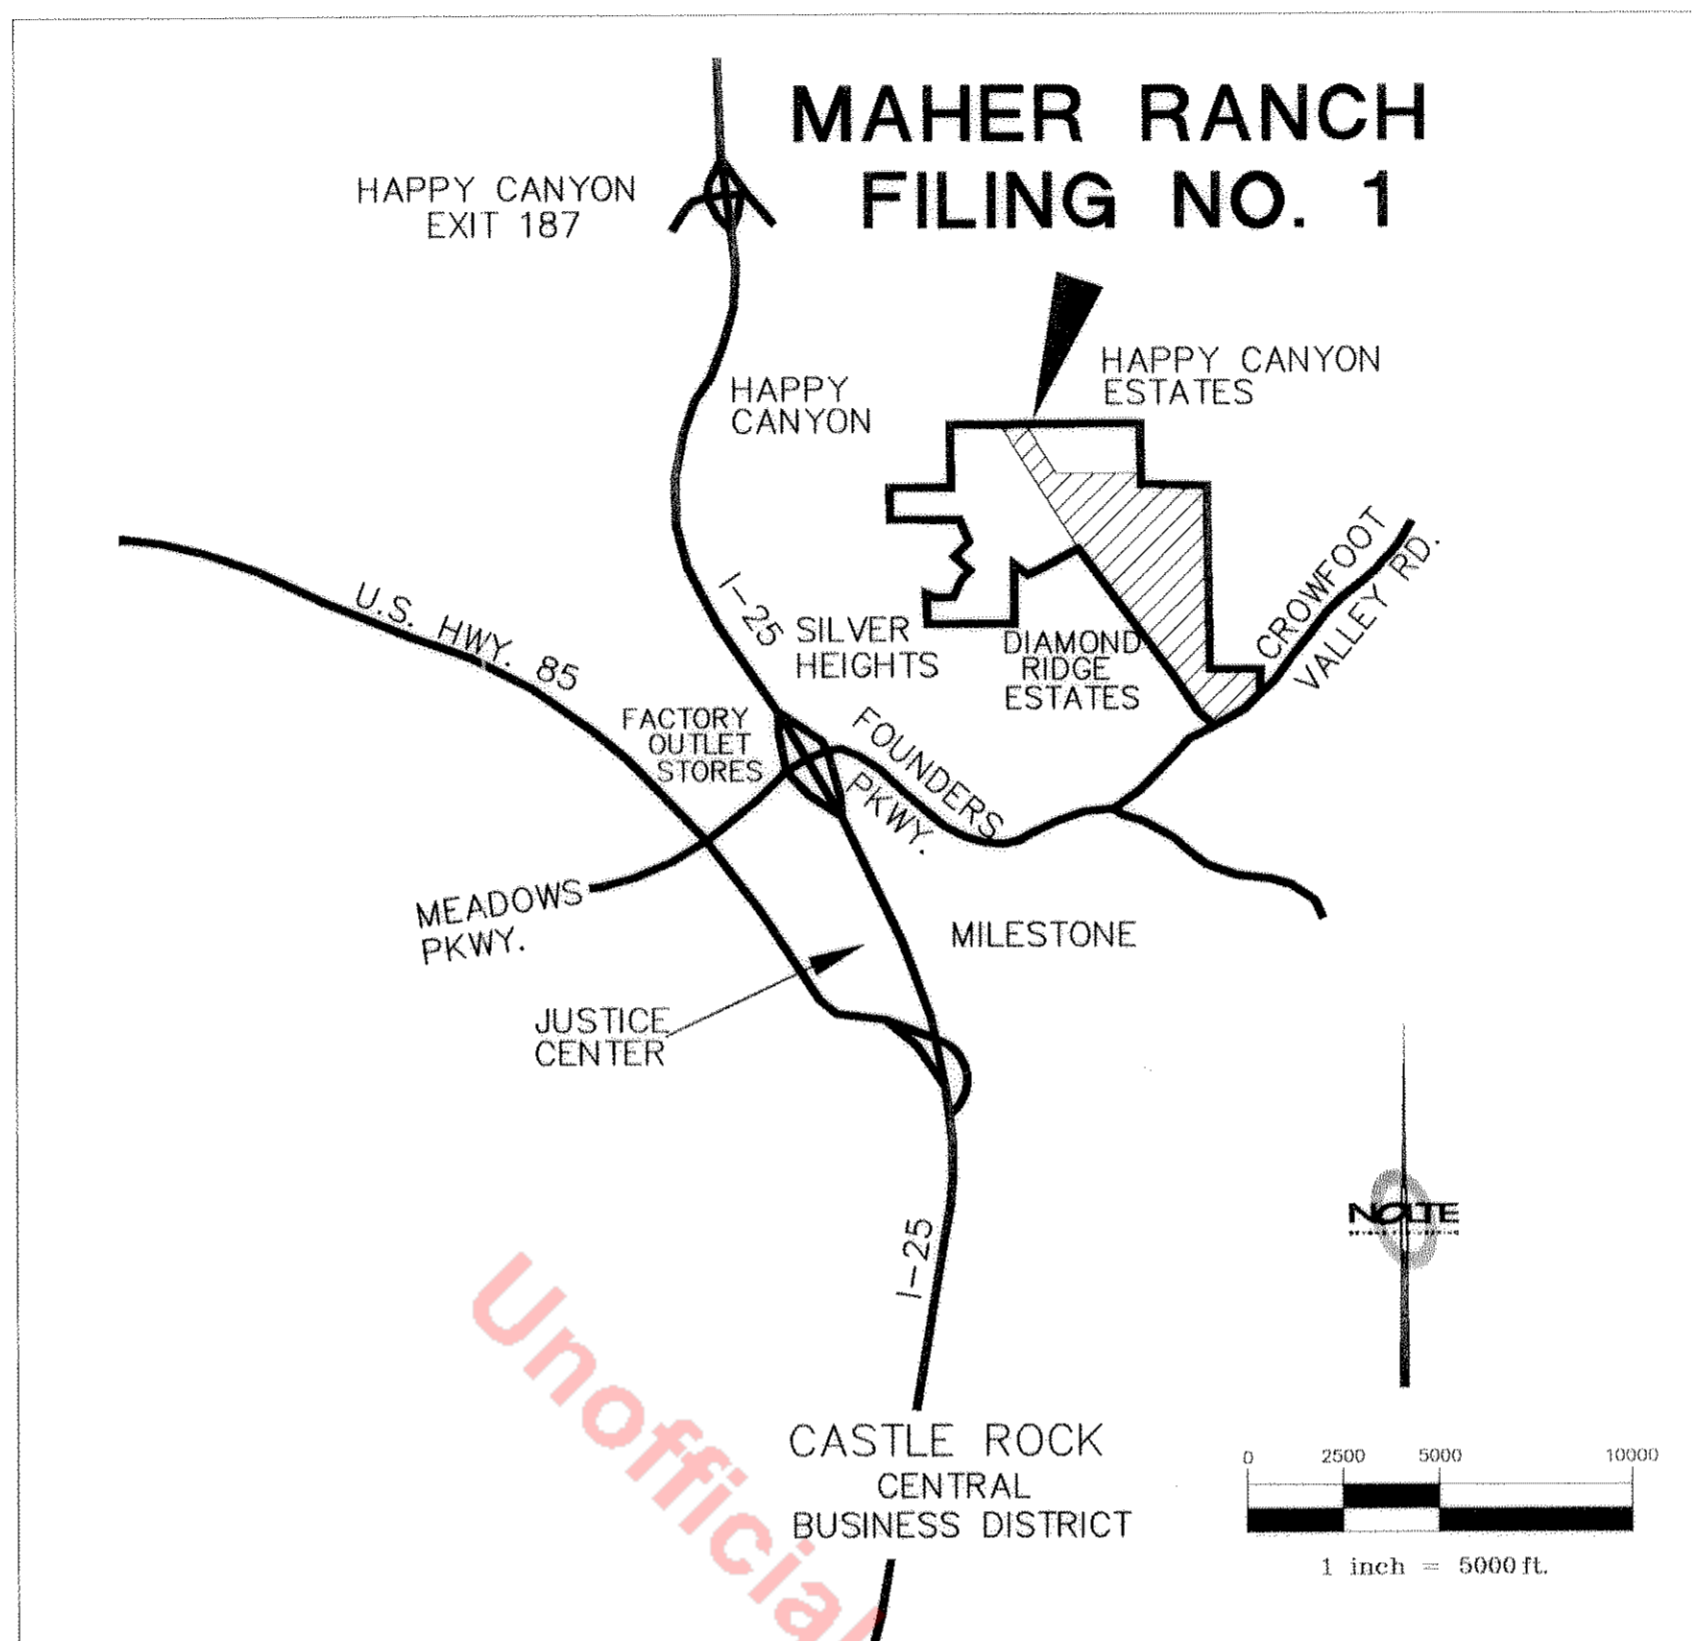 MAHER RANCH
FILING NO. 1
HAPPY CANYON
EXIT 187
HAPPY CANYON
ESTATES
HAPPY
CANYON
CROWFOOT
VALLEY RD.
I-25
U.S. HWY. 85
SILVER
HEIGHTS
DIAMOND
RIDGE
ESTATES
FACTORY
OUTLET
STORES
FOUNDERS
PKWY.
MEADOWS
PKWY.
MILESTONE
JUSTICE
CENTER
NOLTE
I-25
Unofficial
CASTLE ROCK
CENTRAL
BUSINESS DISTRICT
0 2500 5000 10000
1 inch = 5000 ft.